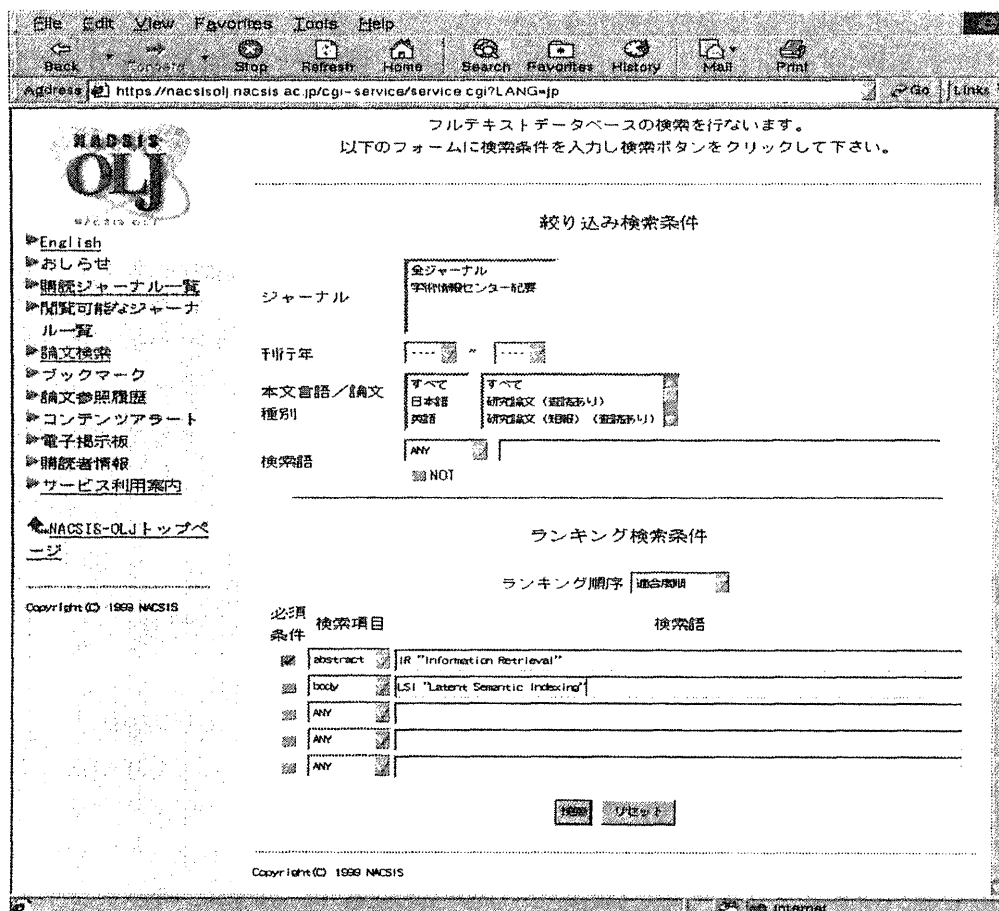 File Edit View Favorites Tools Help
Back Forward Stop Refresh Home Search Favorites History Mail Print
Address https://nacsisolj.nacsis.ac.jp/cgi-service/service.cgi?LANG=jp Go Links
NACSIS
OLJ
NACSIS OLJ
English
おしらせ
購読ジャーナル一覧
閲覧可能なジャーナ
ル一覧
論文検索
ブックマーク
論文参照履歴
コンテンツアラート
電子掲示板
購読者情報
サービス利用案内
NACSIS-OLJトップペ
ージ
Copyright(C) 1999 NACSIS
フルテキストデータベースの検索を行ないます。
以下のフォームに検索条件を入力し検索ボタンをクリックして下さい。
絞り込み検索条件
ジャーナル
全ジャーナル
学術情報センター紀要
刊行年 ---- ~ ----
本文言語/論文
種別
すべて
日本語
英語
すべて
研究論文(査読あり)
研究論文(短報)(査読あり)
検索語 ANY
NOT
ランキング検索条件
ランキング順序 適合度順
必須
条件 検索項目 検索語
abstract IR "Information Retrieval"
body LSI "Latent Semantic Indexing"
ANY
ANY
ANY
検索 リセット
Copyright(C) 1999 NACSIS
Internet